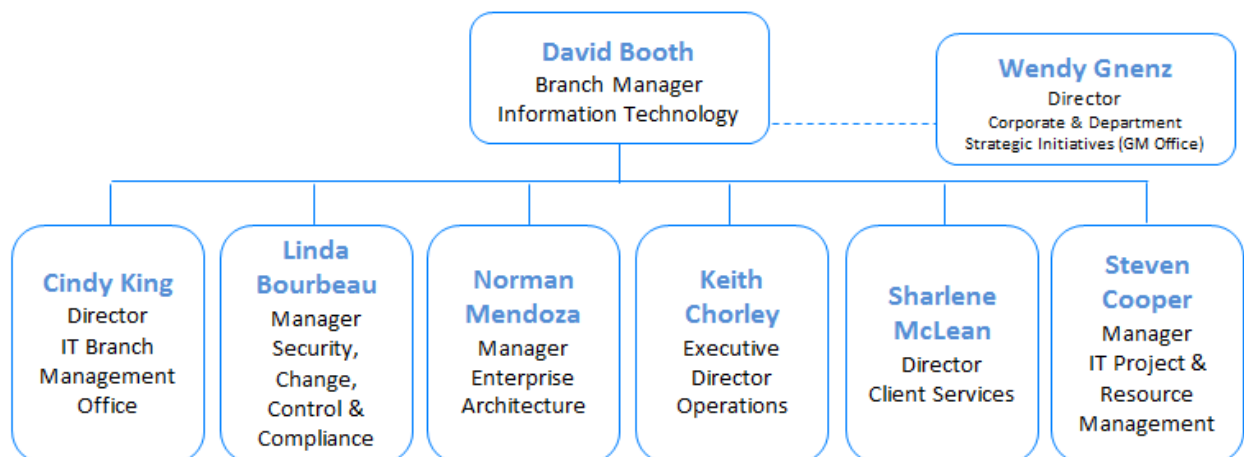 David Booth
Branch Manager
Information Technology
Wendy Gnenz
Director
Corporate & Department
Strategic Initiatives (GM Office)
Cindy King
Director
IT Branch
Management
Office
Linda
Bourbeau
Manager
Security,
Change,
Control &
Compliance
Norman
Mendoza
Manager
Enterprise
Architecture
Keith
Chorley
Executive
Director
Operations
Sharlene
McLean
Director
Client Services
Steven
Cooper
Manager
IT Project &
Resource
Management